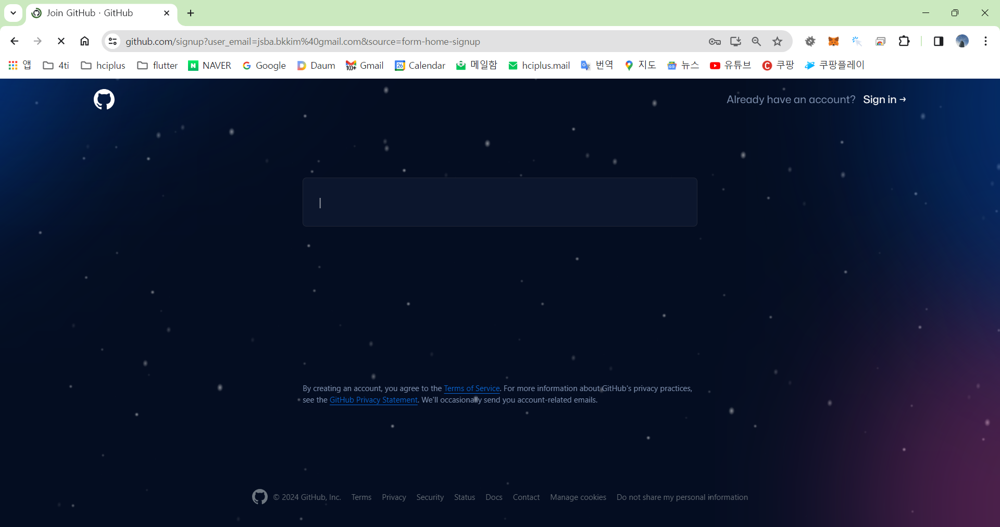 Join GitHub · GitHub
github.com/signup?user_email=jsba.bkkim%40gmail.com&source=form-home-signup
앱 4ti hciplus flutter NAVER Google Daum Gmail Calendar 메일함 hciplus.mail 번역 지도 뉴스 유튜브 쿠팡 쿠팡플레이
Already have an account? Sign in →
By creating an account, you agree to the Terms of Service. For more information about GitHub's privacy practices,
see the GitHub Privacy Statement. We'll occasionally send you account-related emails.
© 2024 GitHub, Inc. Terms Privacy Security Status Docs Contact Manage cookies Do not share my personal information